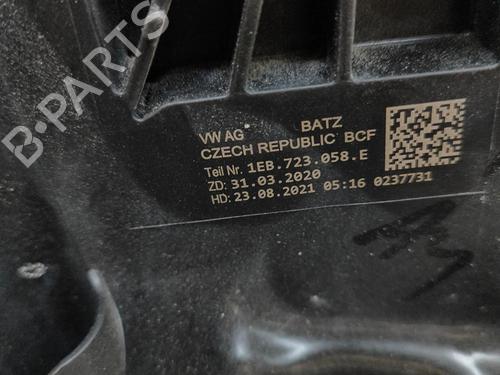 B-PARTS
VW AG BATZ
CZECH REPUBLIC BCF
Teil Nr. 1EB.723.058.E
ZD: 31.03.2020
HD: 23.08.2021 05:16 0237731